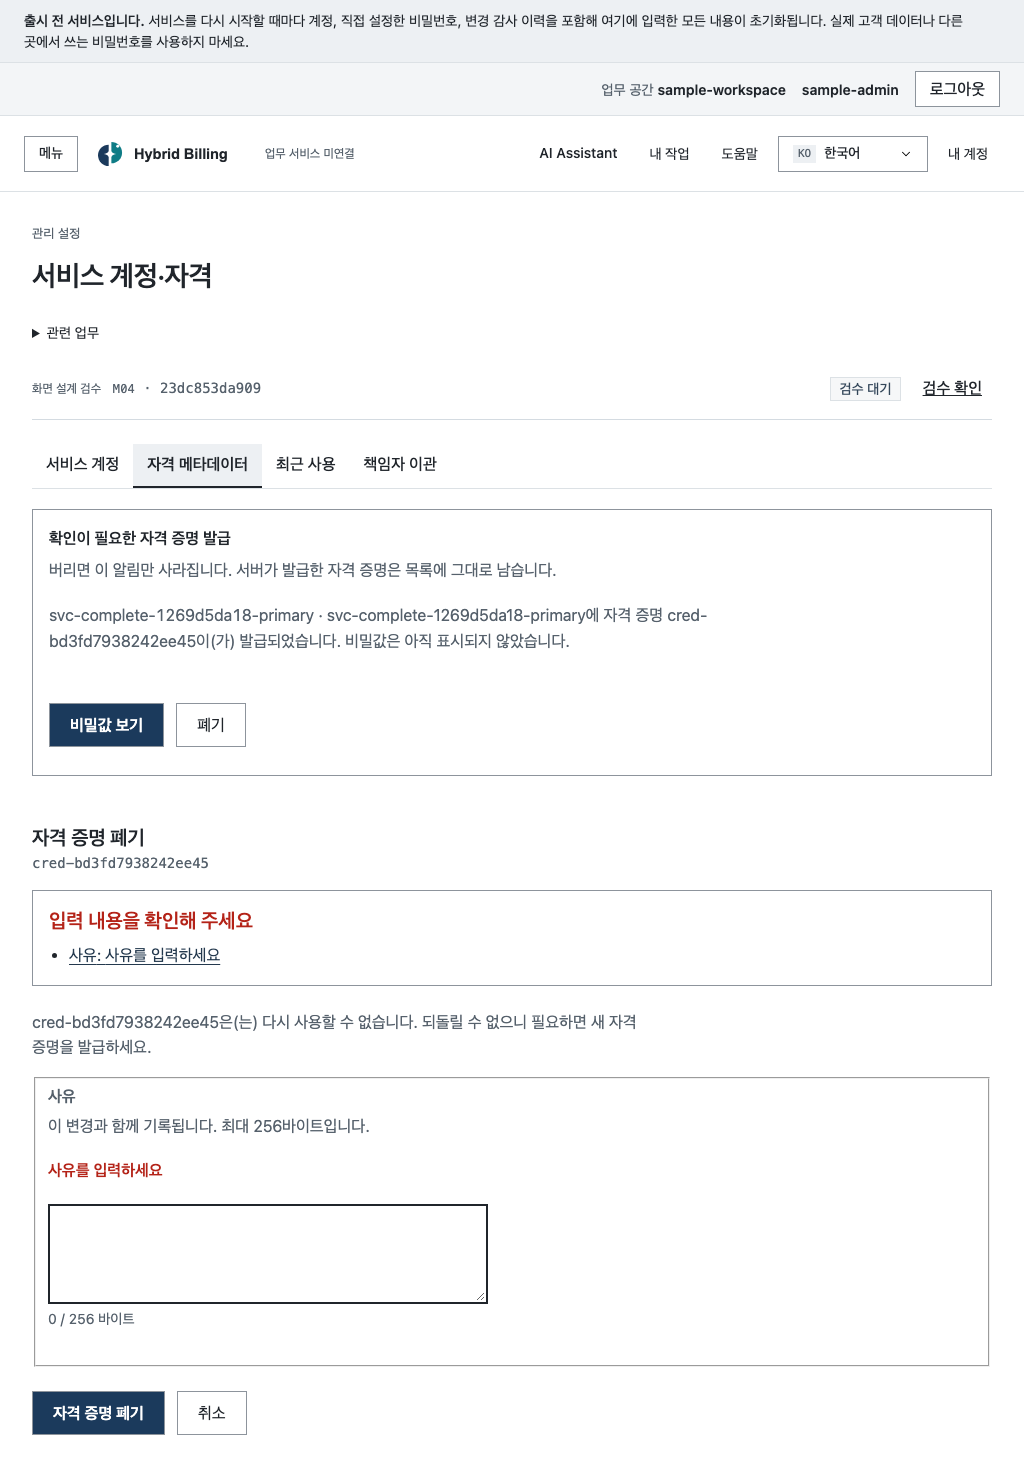 출시 전 서비스입니다. 서비스를 다시 시작할 때마다 계정, 직접 설정한 비밀번호, 변경 감사 이력을 포함해 여기에 입력한 모든 내용이 초기화됩니다. 실제 고객 데이터나 다른
곳에서 쓰는 비밀번호를 사용하지 마세요.
업무 공간 sample-workspace sample-admin 로그아웃
메뉴 Hybrid Billing 업무 서비스 미연결 AI Assistant 내 작업 도움말 KO 한국어 내 계정
관리 설정
서비스 계정·자격
▶ 관련 업무
화면 설계 검수 M04 · 23dc853da909 검수 대기 검수 확인
서비스 계정 자격 메타데이터 최근 사용 책임자 이관
확인이 필요한 자격 증명 발급
버리면 이 알림만 사라집니다. 서버가 발급한 자격 증명은 목록에 그대로 남습니다.
svc-complete-1269d5da18-primary · svc-complete-1269d5da18-primary에 자격 증명 cred-
bd3fd7938242ee45이(가) 발급되었습니다. 비밀값은 아직 표시되지 않았습니다.
비밀값 보기 폐기
자격 증명 폐기
cred-bd3fd7938242ee45
입력 내용을 확인해 주세요
• 사유: 사유를 입력하세요
cred-bd3fd7938242ee45은(는) 다시 사용할 수 없습니다. 되돌릴 수 없으니 필요하면 새 자격
증명을 발급하세요.
사유
이 변경과 함께 기록됩니다. 최대 256바이트입니다.
사유를 입력하세요
0 / 256 바이트
자격 증명 폐기 취소